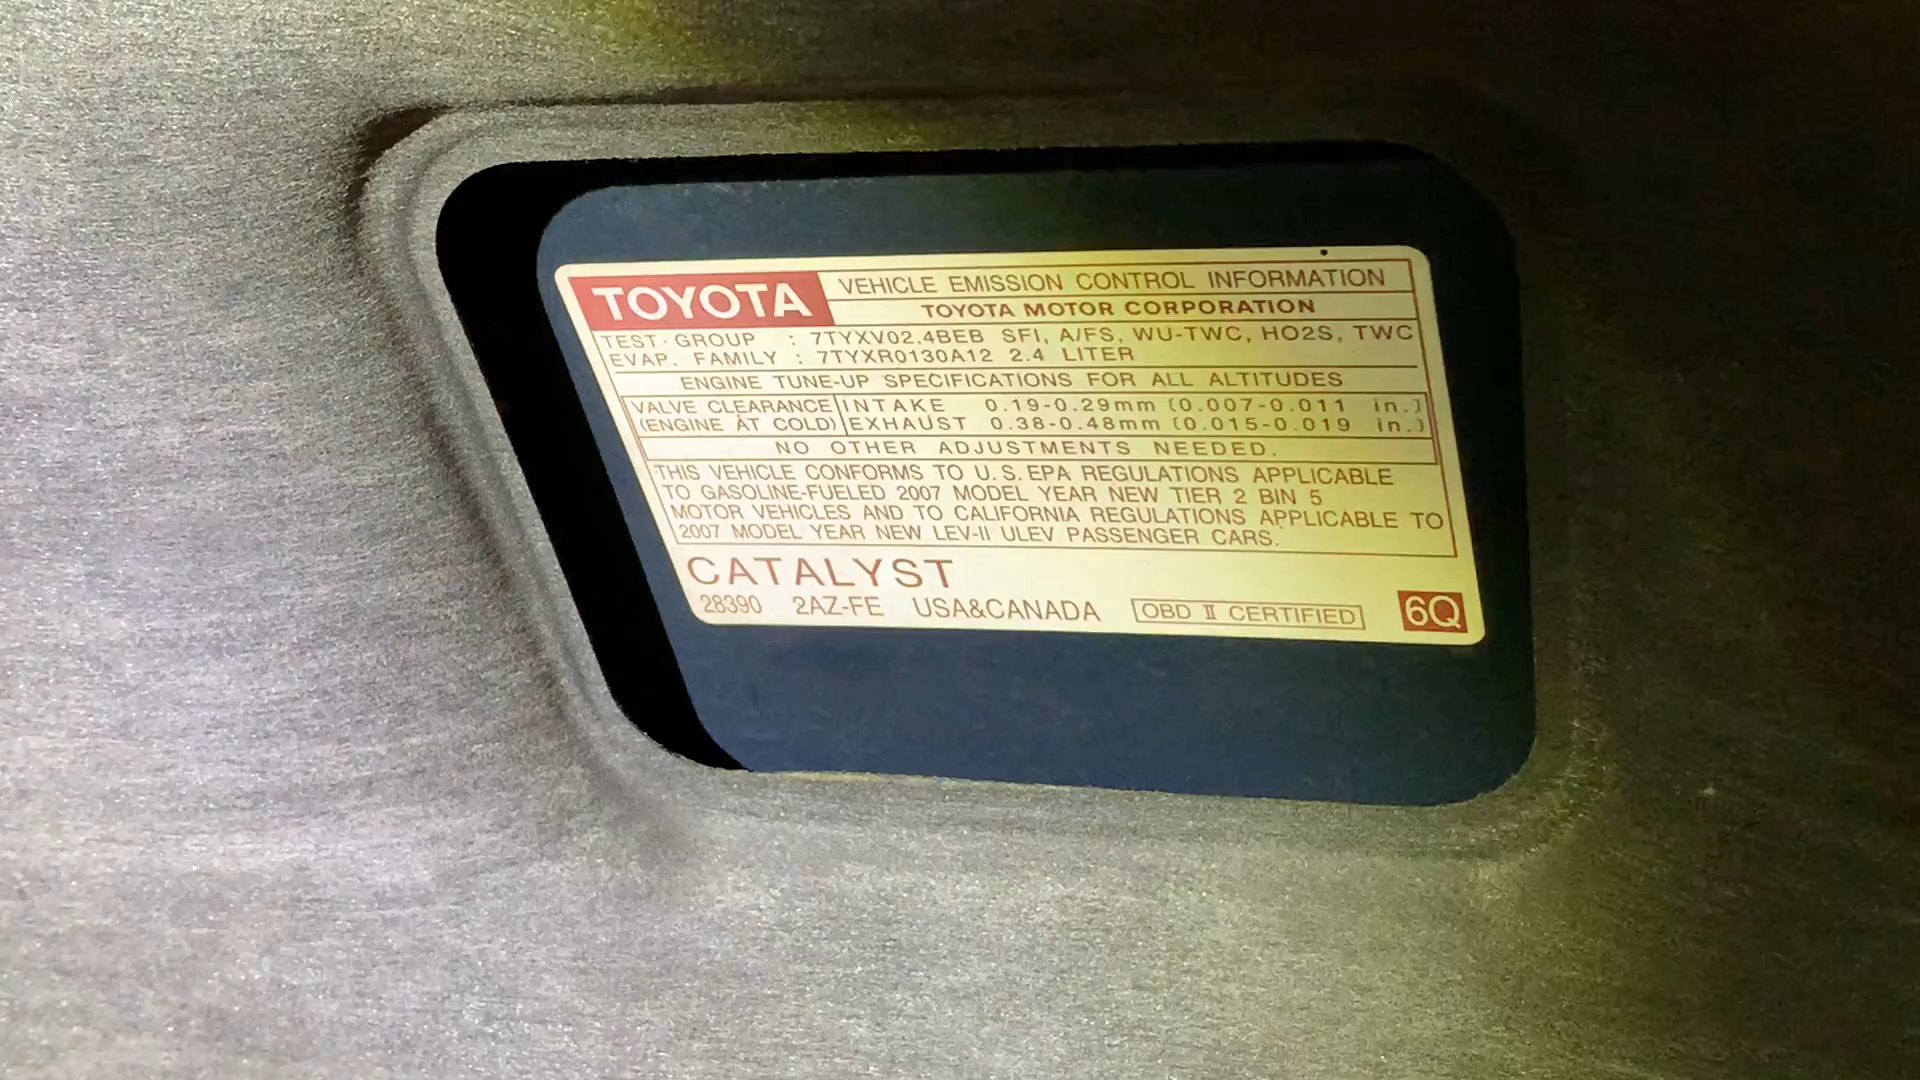 TOYOTA VEHICLE EMISSION CONTROL INFORMATION
TOYOTA MOTOR CORPORATION
TEST GROUP : 7TYXV02.4BEB SFI, A/FS, WU-TWC, HO2S, TWC
EVAP. FAMILY : 7TYXR0130A12 2.4 LITER
ENGINE TUNE-UP SPECIFICATIONS FOR ALL ALTITUDES
VALVE CLEARANCE INTAKE 0.19-0.29mm (0.007-0.011 in.)
(ENGINE AT COLD) EXHAUST 0.38-0.48mm (0.015-0.019 in.)
NO OTHER ADJUSTMENTS NEEDED.
THIS VEHICLE CONFORMS TO U.S. EPA REGULATIONS APPLICABLE
TO GASOLINE-FUELED 2007 MODEL YEAR NEW TIER 2 BIN 5
MOTOR VEHICLES AND TO CALIFORNIA REGULATIONS APPLICABLE TO
2007 MODEL YEAR NEW LEV-II ULEV PASSENGER CARS.
CATALYST
28390 2AZ-FE USA&CANADA OBD II CERTIFIED 6Q